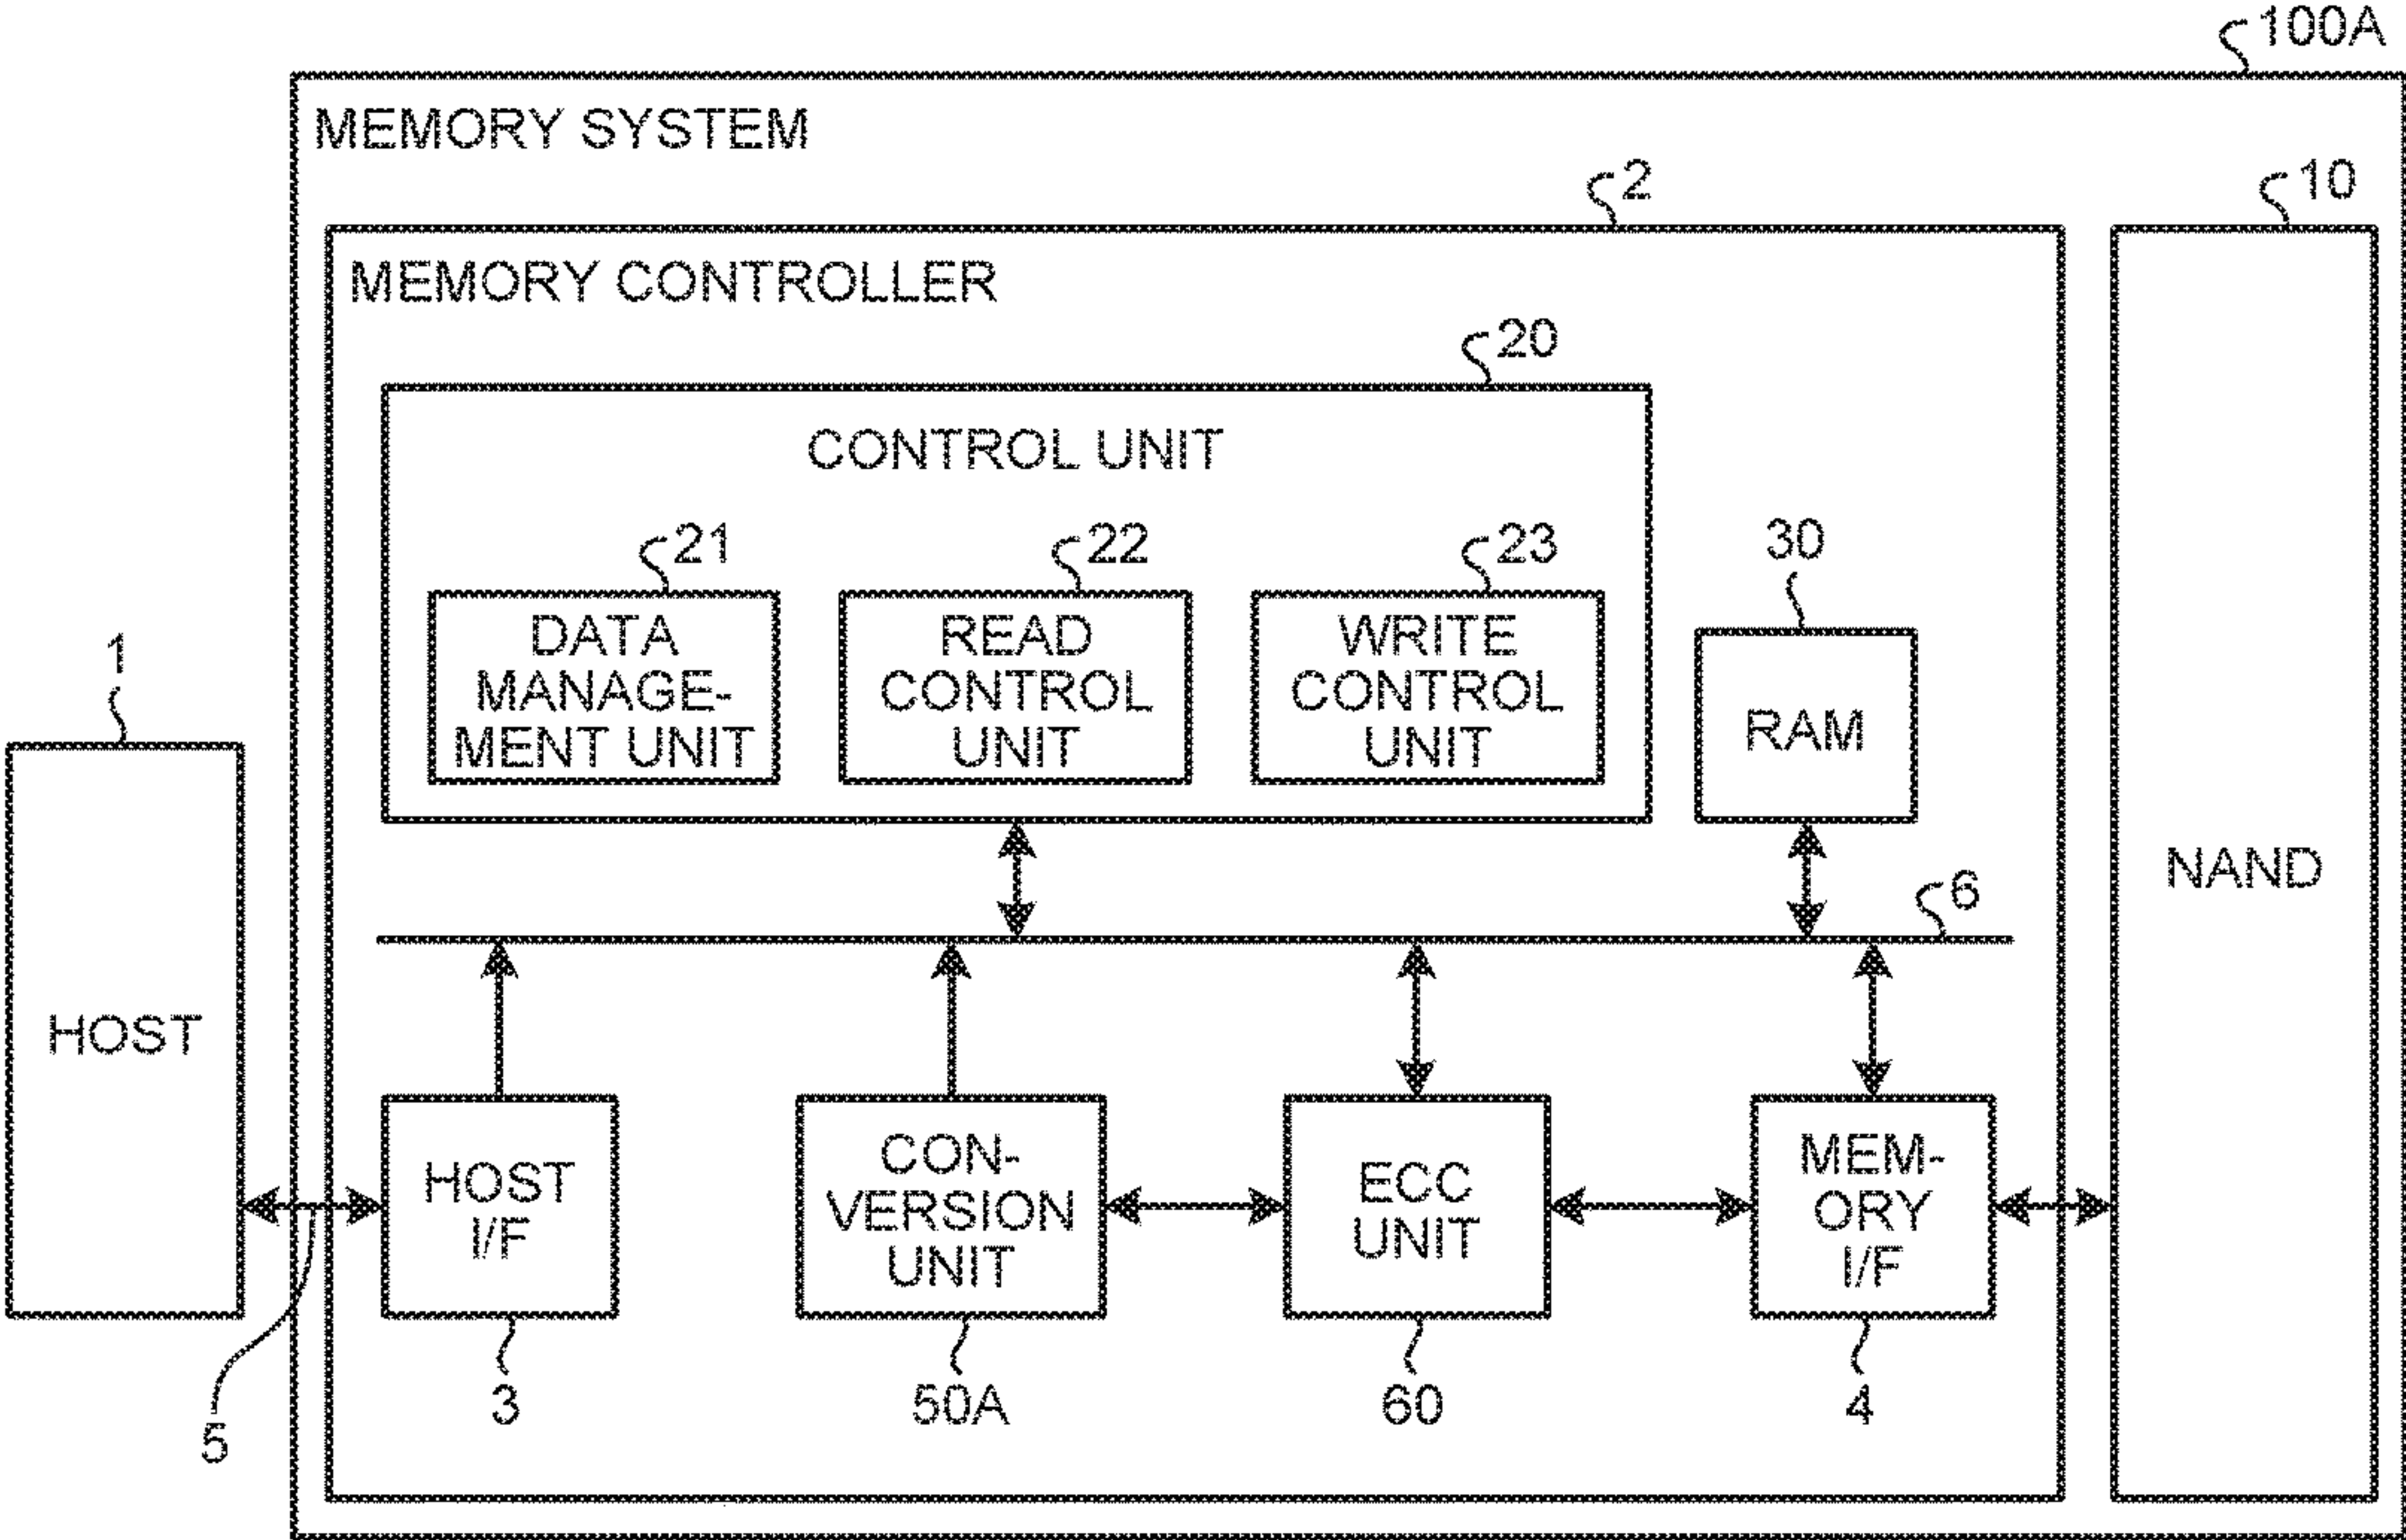 100A
MEMORY SYSTEM
2
10
MEMORY CONTROLLER
20
CONTROL UNIT
21
22
23
30
DATA
MANAGE-
MENT UNIT
READ
CONTROL
UNIT
WRITE
CONTROL
UNIT
RAM
1
HOST
NAND
6
HOST
I/F
CON-
VERSION
UNIT
ECC
UNIT
MEM-
ORY
I/F
3
50A
60
4
5